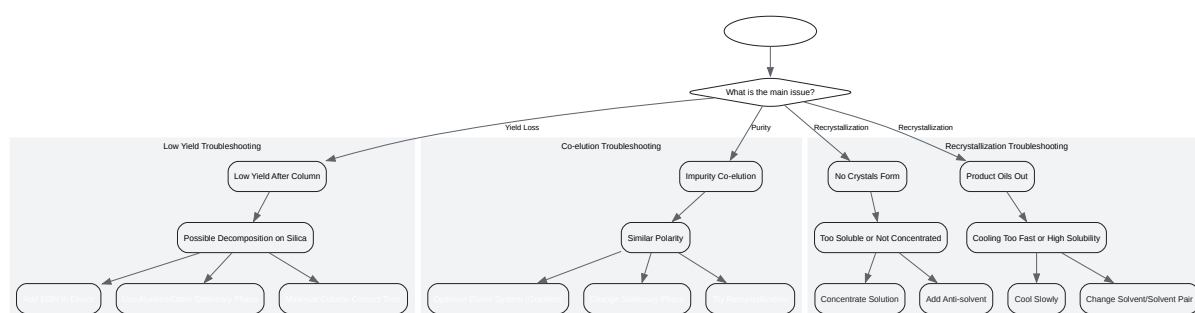 What is the main issue?
Yield Loss
Purity
Recrystallization
Recrystallization
Low Yield Troubleshooting
Co-elution Troubleshooting
Recrystallization Troubleshooting
Low Yield After Column
Impurity Co-elution
No Crystals Form
Product Oils Out
Possible Decomposition on Silica
Similar Polarity
Too Soluble or Not Concentrated
Cooling Too Fast or High Solubility
Try Recrystallization
Concentrate Solution
Add Anti-solvent
Cool Slowly
Change Solvent/Solvent Pair